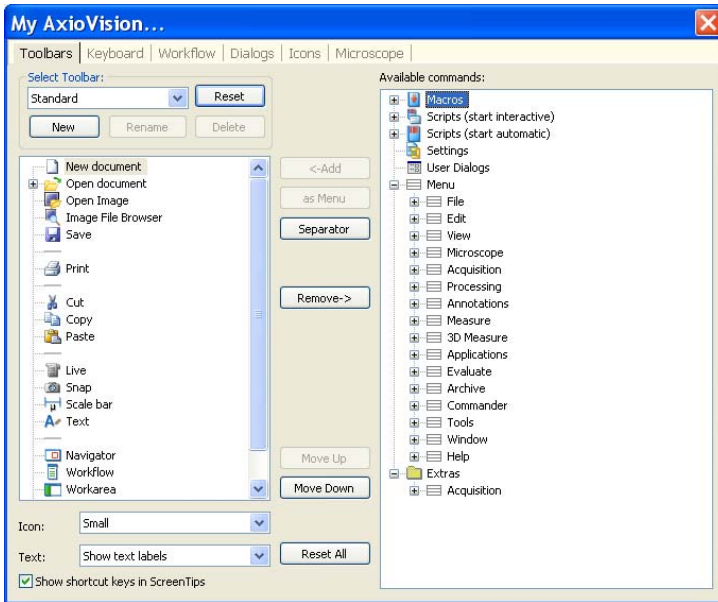 My AxioVision...
Toolbars Keyboard Workflow Dialogs Icons Microscope
Select Toolbar:
Standard
Reset
New
Rename
Delete
New document
Open document
Open Image
Image File Browser
Save
Print
Cut
Copy
Paste
Live
Snap
Scale bar
Text
Navigator
Workflow
Workarea
<-Add
as Menu
Separator
Remove->
Move Up
Move Down
Icon:
Small
Text:
Show text labels
Reset All
Show shortcut keys in ScreenTips
Available commands:
Macros
Scripts (start interactive)
Scripts (start automatic)
Settings
User Dialogs
Menu
File
Edit
View
Microscope
Acquisition
Processing
Annotations
Measure
3D Measure
Applications
Evaluate
Archive
Commander
Tools
Window
Help
Extras
Acquisition